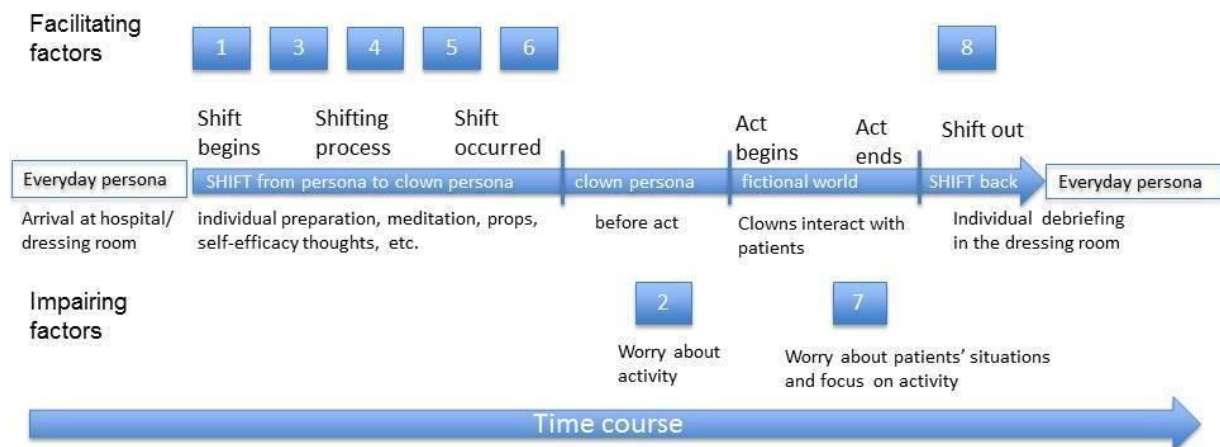 Facilitating
factors
1 3 4 5 6 8
Shift
begins
Shifting
process
Shift
occurred
Act
begins
Act
ends
Shift out
Everyday persona
SHIFT from persona to clown persona
clown persona
fictional world
SHIFT back
Everyday persona
Arrival at hospital/
dressing room
individual preparation, meditation, props,
self-efficacy thoughts, etc.
before act
Clowns interact with
patients
Individual debriefing
in the dressing room
Impairing
factors
2
Worry about
activity
7
Worry about patients' situations
and focus on activity
Time course